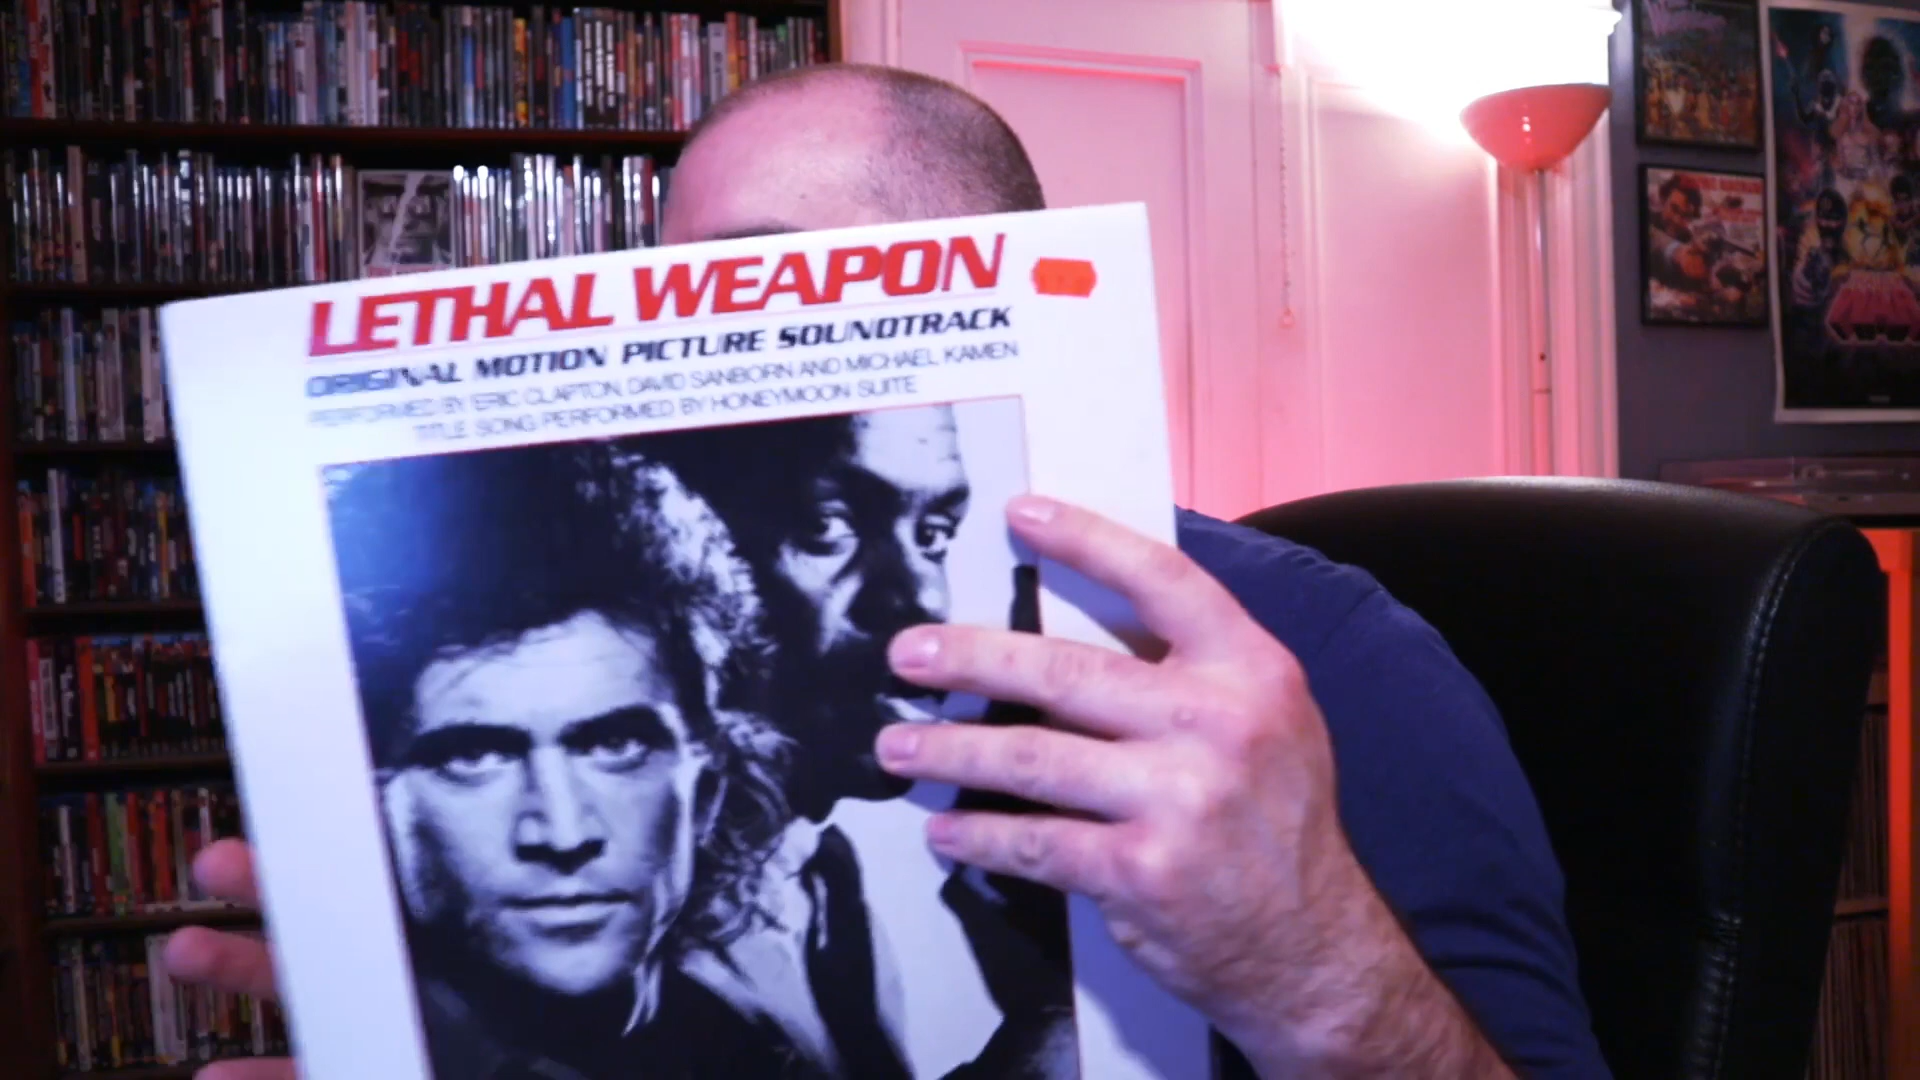 LETHAL WEAPON
ORIGINAL MOTION PICTURE SOUNDTRACK
PERFORMED BY ERIC CLAPTON, DAVID SANBORN AND MICHAEL KAMEN
TITLE SONG PERFORMED BY HONEYMOON SUITE